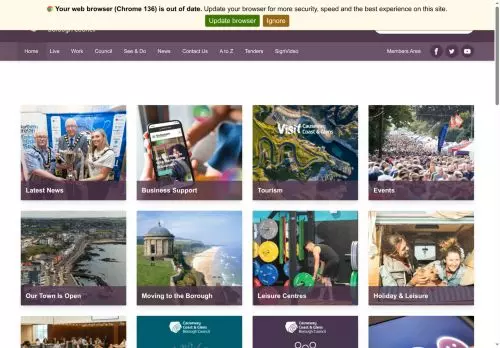 Your web browser (Chrome 136) is out of date. Update your browser for more security, speed and the best experience on this site.
Update browser
Ignore
Borough Council
Home
Live
Work
Council
See & Do
News
Contact Us
A to Z
Tenders
SignVideo
Members Area
Latest News
Business Support
Visit
Causeway
Coast & Glens
Tourism
Events
Our Town Is Open
Moving to the Borough
Leisure Centres
Holiday & Leisure
Causeway
Coast & Glens
Borough Council
Causeway
Coast & Glens
Borough Council